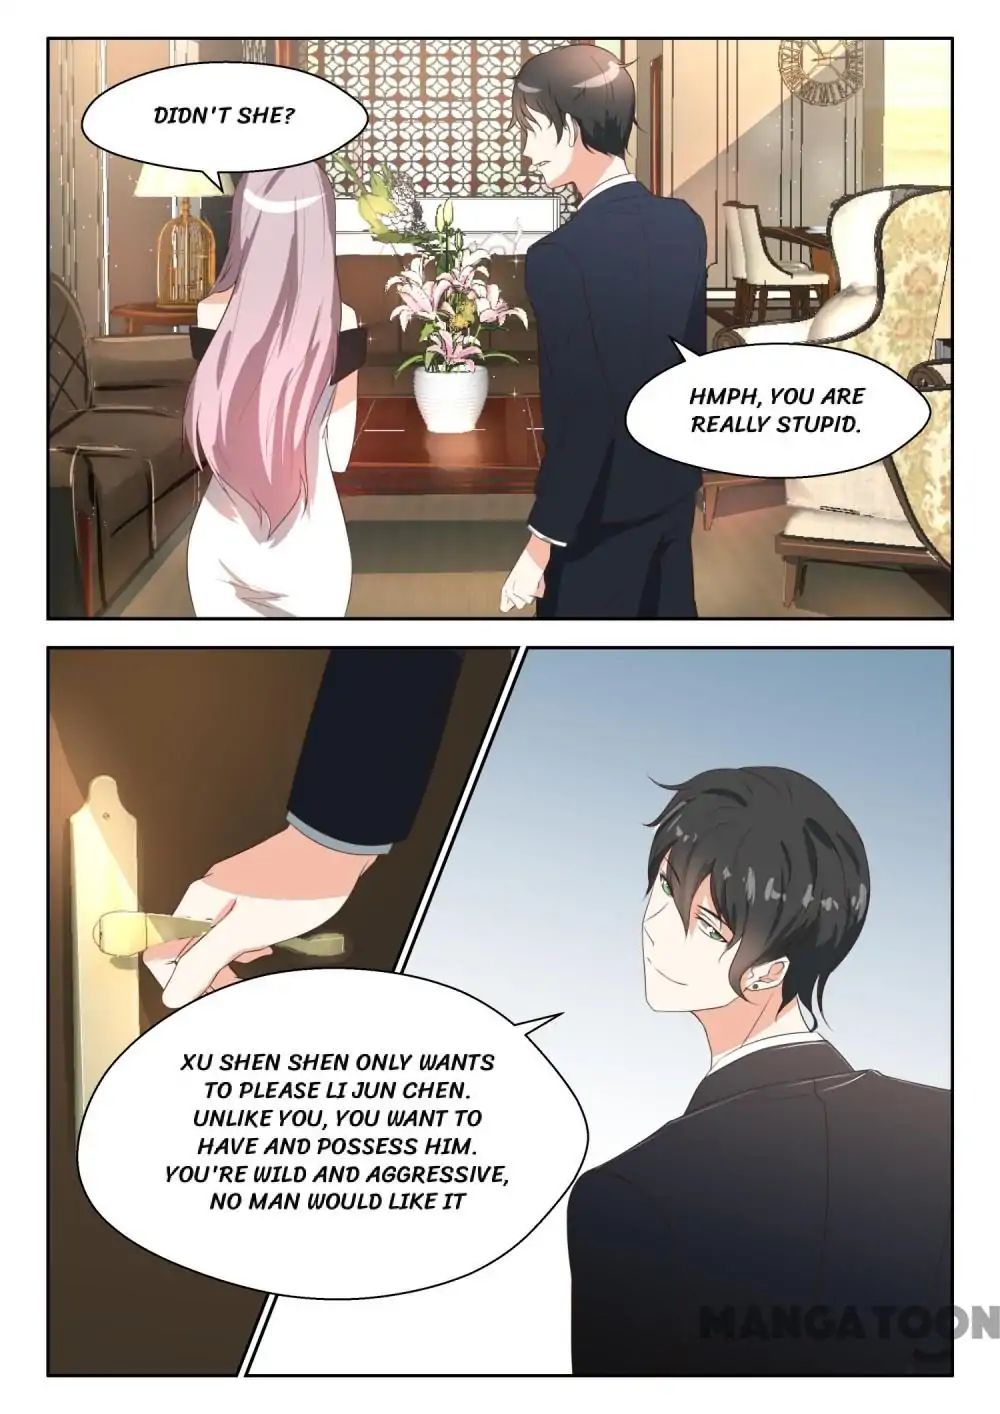 DIDN'T SHE?
HMPH, YOU ARE
REALLY STUPID.
XU SHEN SHEN ONLY WANTS
TO PLEASE LI JUN CHEN.
UNLIKE YOU, YOU WANT TO
HAVE AND POSSESS HIM.
YOU'RE WILD AND AGGRESSIVE,
NO MAN WOULD LIKE IT
MANGATOON